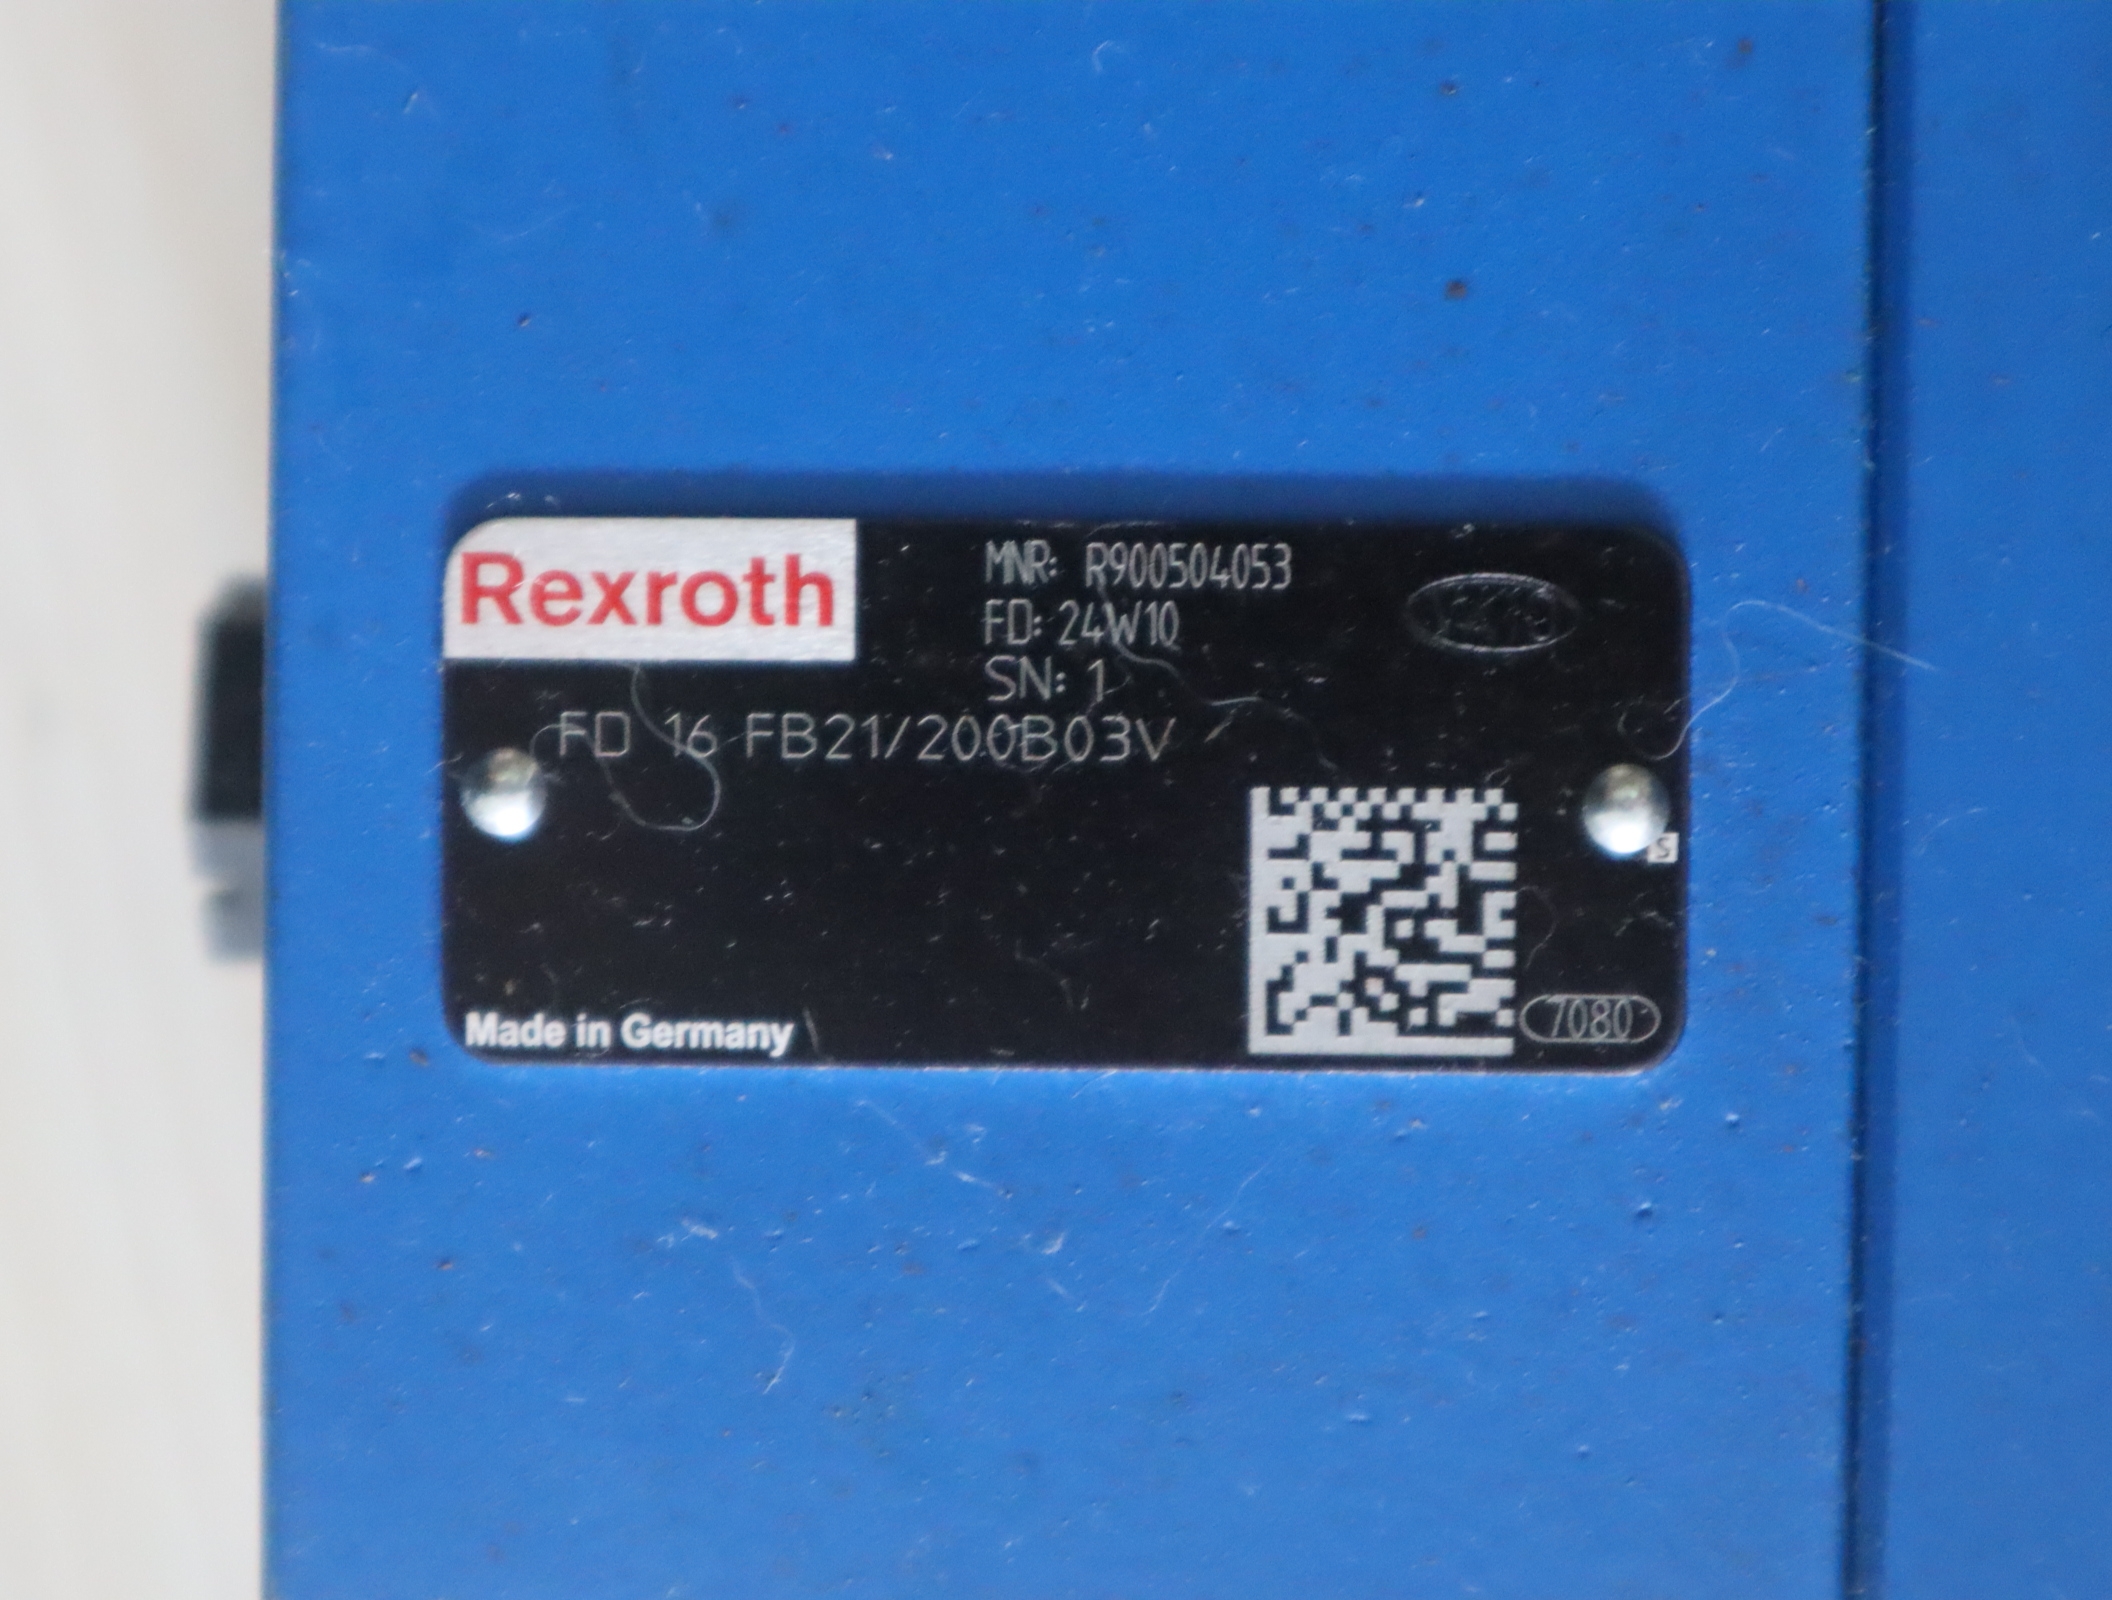 Rexroth
MNR: R900504053
FD: 24W10
SN: 1
FD 16 FB21/200B03V
S
Made in Germany
7080